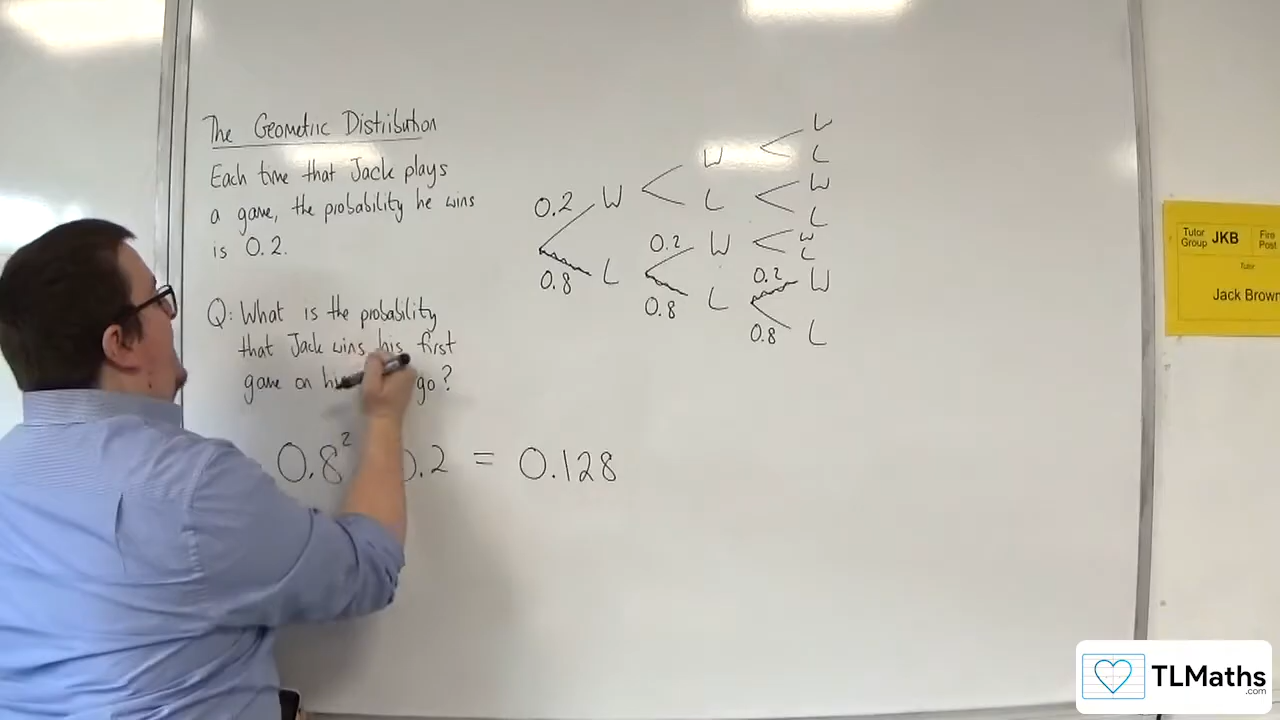 The Geometric Distribution
Each time that Jack plays
a game, the probability he wins
is 0.2.
Q: What is the probability
that Jack wins his first
game on go?
0.8² 0.2 = 0.128
0.2 W
0.8 L
W
L
0.2 W
0.8 L
W
L
W
L
W
L
0.2 W
0.8 L
Tutor Group JKB Fire Post
Tutor
Jack Brown
TLMaths
.com